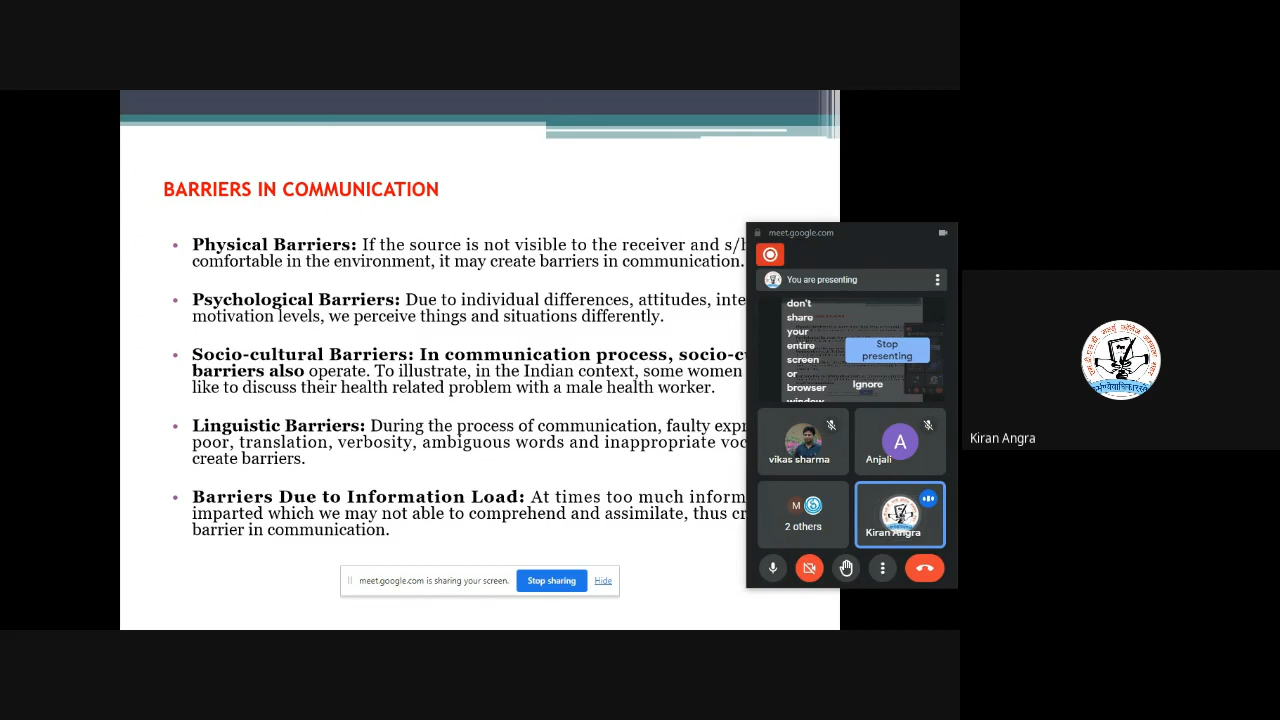 BARRIERS IN COMMUNICATION
• Physical Barriers: If the source is not visible to the receiver and s/
comfortable in the environment, it may create barriers in communication.
• Psychological Barriers: Due to individual differences, attitudes, inte
motivation levels, we perceive things and situations differently.
• Socio-cultural Barriers: In communication process, socio-c
barriers also operate. To illustrate, in the Indian context, some women
like to discuss their health related problem with a male health worker.
• Linguistic Barriers: During the process of communication, faulty exp
poor, translation, verbosity, ambiguous words and inappropriate voc
create barriers.
• Barriers Due to Information Load: At times too much inform
imparted which we may not able to comprehend and assimilate, thus cr
barrier in communication.
meet.google.com is sharing your screen.
Stop sharing
Hide
meet.google.com
You are presenting
don't
share
your
entire
screen
or
browser
window
Stop
presenting
Ignore
vikas sharma
A
Anjali
M
2 others
Kiran Angra
Kiran Angra